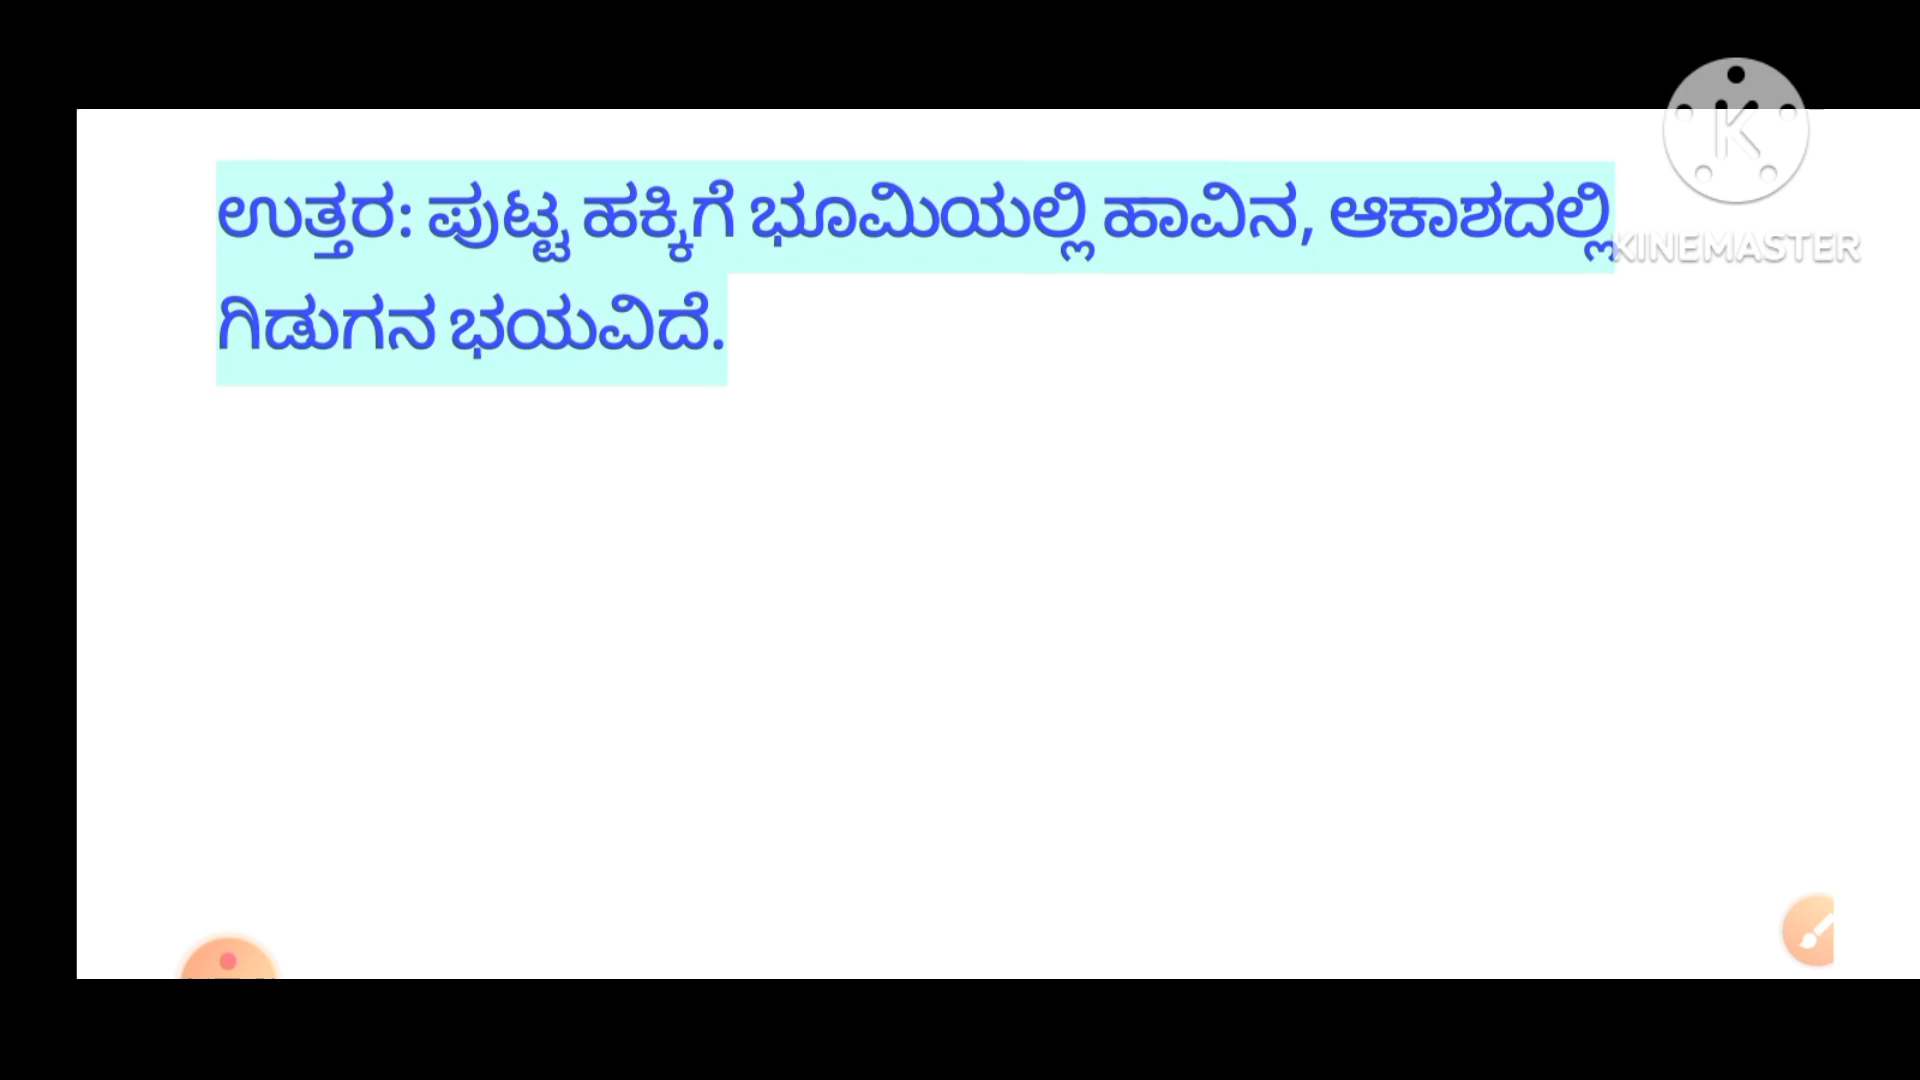 ಉತ್ತರ: ಪುಟ್ಟ ಹಕ್ಕಿಗೆ ಭೂಮಿಯಲ್ಲಿ ಹಾವಿನ, ಆಕಾಶದಲ್ಲಿ
ಗಿಡುಗನ ಭಯವಿದೆ.
K
KINEMASTER